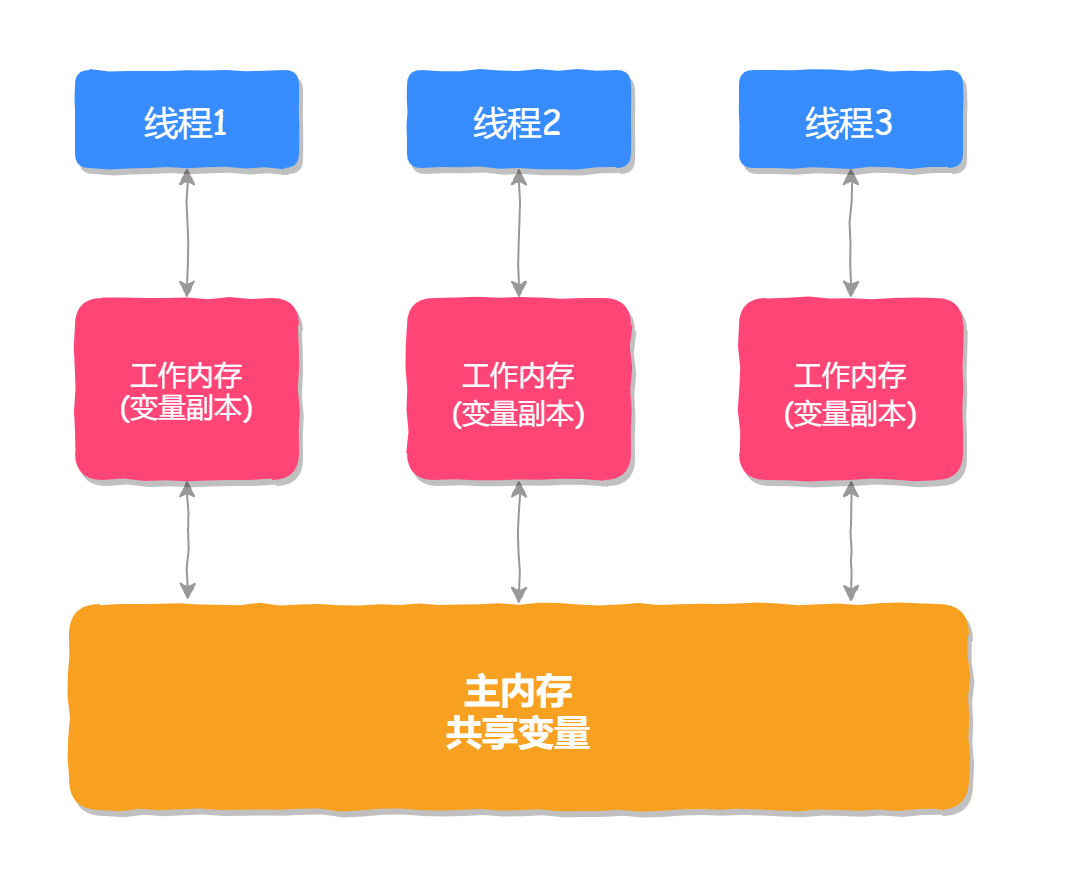 线程1
线程2
线程3
工作内存
(变量副本)
工作内存
(变量副本)
工作内存
(变量副本)
主内存
共享变量